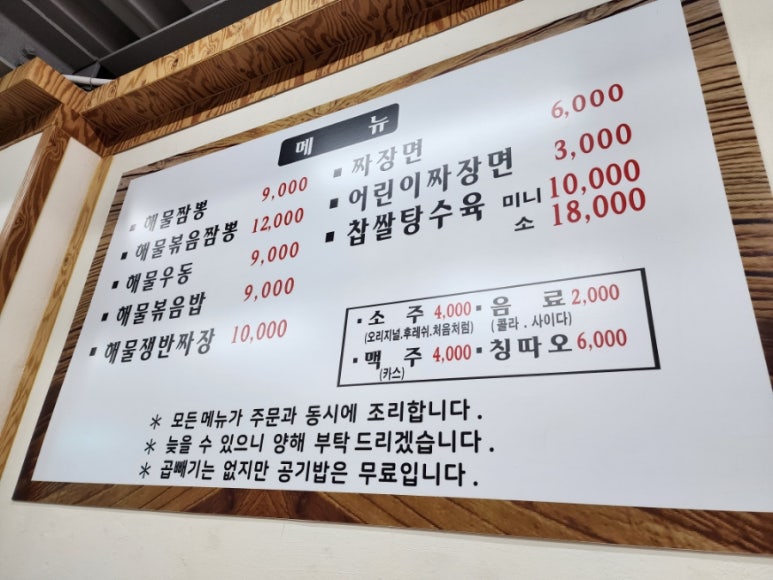 메 뉴
▪ 해물짬뽕 9,000
▪ 해물볶음짬뽕 12,000
▪ 해물우동 9,000
▪ 해물볶음밥 9,000
▪ 해물쟁반짜장 10,000
▪ 짜장면 6,000
▪ 어린이짜장면 3,000
▪ 찹쌀탕수육 미니 10,000
소 18,000
▪ 소 주 4,000 ▪ 음 료 2,000
(오리지널.후레쉬.처음처럼) (콜라.사이다)
▪ 맥 주 4,000 ▪ 칭따오 6,000
(카스)
* 모든메뉴가 주문과 동시에 조리합니다.
* 늦을 수 있으니 양해 부탁드리겠습니다.
* 곱빼기는 없지만 공기밥은 무료입니다.